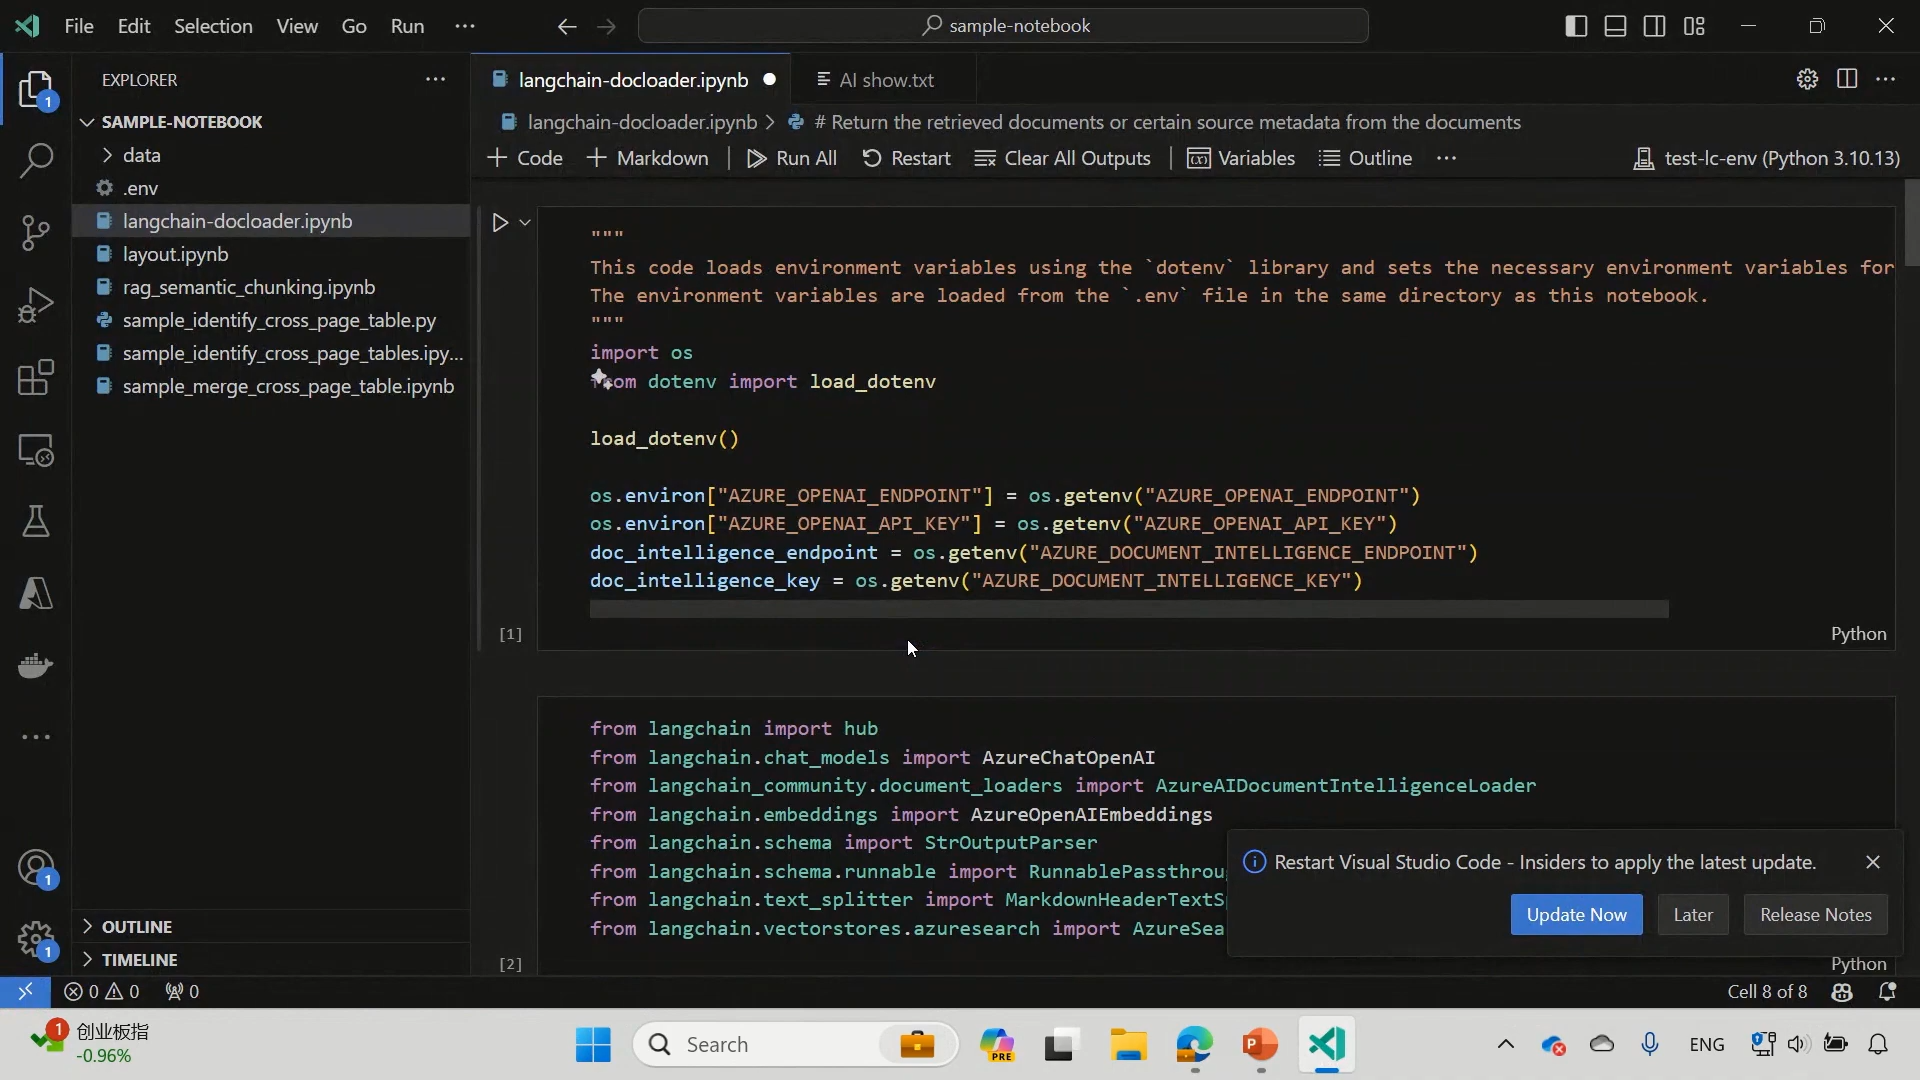 File Edit Selection View Go Run
sample-notebook
EXPLORER
langchain-docloader.ipynb
AI show.txt
SAMPLE-NOTEBOOK
langchain-docloader.ipynb > # Return the retrieved documents or certain source metadata from the documents
data
Code Markdown Run All Restart Clear All Outputs Variables Outline
test-lc-env (Python 3.10.13)
.env
langchain-docloader.ipynb
layout.ipynb
rag_semantic_chunking.ipynb
sample_identify_cross_page_table.py
sample_identify_cross_page_tables.ipy...
sample_merge_cross_page_table.ipynb
"""
This code loads environment variables using the `dotenv` library and sets the necessary environment variables for
The environment variables are loaded from the `.env` file in the same directory as this notebook.
"""
import os
from dotenv import load_dotenv
load_dotenv()
os.environ["AZURE_OPENAI_ENDPOINT"] = os.getenv("AZURE_OPENAI_ENDPOINT")
os.environ["AZURE_OPENAI_API_KEY"] = os.getenv("AZURE_OPENAI_API_KEY")
doc_intelligence_endpoint = os.getenv("AZURE_DOCUMENT_INTELLIGENCE_ENDPOINT")
doc_intelligence_key = os.getenv("AZURE_DOCUMENT_INTELLIGENCE_KEY")
[1]
Python
from langchain import hub
from langchain.chat_models import AzureChatOpenAI
from langchain_community.document_loaders import AzureAIDocumentIntelligenceLoader
from langchain.embeddings import AzureOpenAIEmbeddings
from langchain.schema import StrOutputParser
from langchain.schema.runnable import RunnablePassthrou
from langchain.text_splitter import MarkdownHeaderTextSp
from langchain.vectorstores.azuresearch import AzureSea
[2]
Python
Restart Visual Studio Code - Insiders to apply the latest update.
Update Now
Later
Release Notes
OUTLINE
TIMELINE
1
1
1
0 0 0
Cell 8 of 8
1
创业板指
-0.96%
Search
PRE
ENG